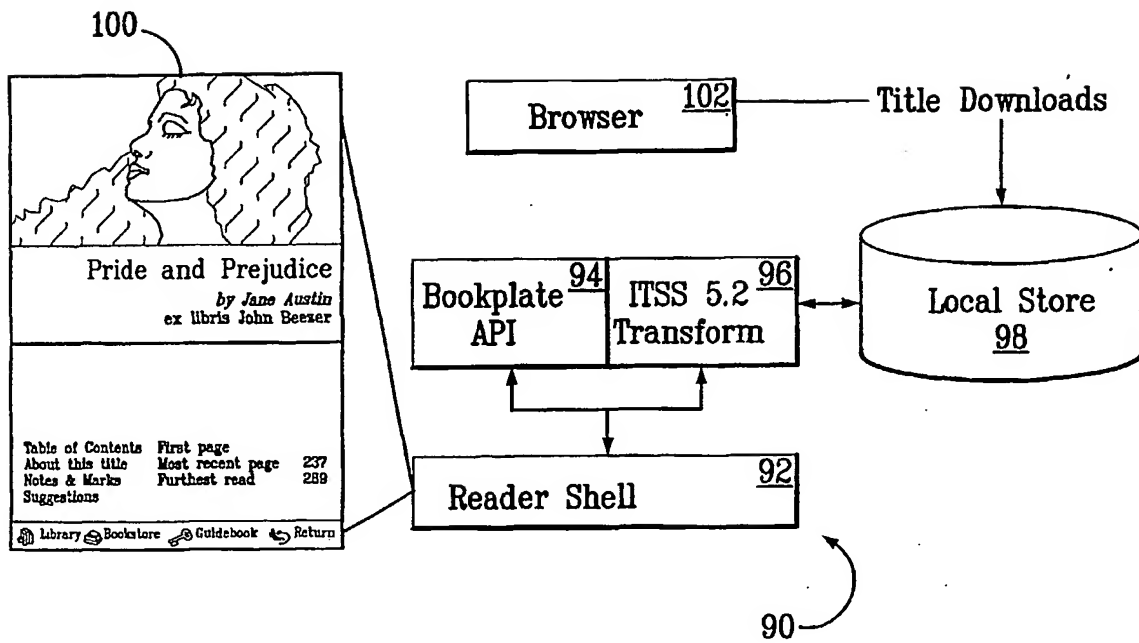 100
Pride and Prejudice
by Jane Austin
ex libris John Beezer
Table of Contents First page
About this title Most recent page 237
Notes & Marks Furthest read 289
Suggestions
Library Bookstore Guidebook Return
Browser 102
Title Downloads
Bookplate API 94
ITSS 5.2 Transform 96
Local Store
98
Reader Shell 92
90